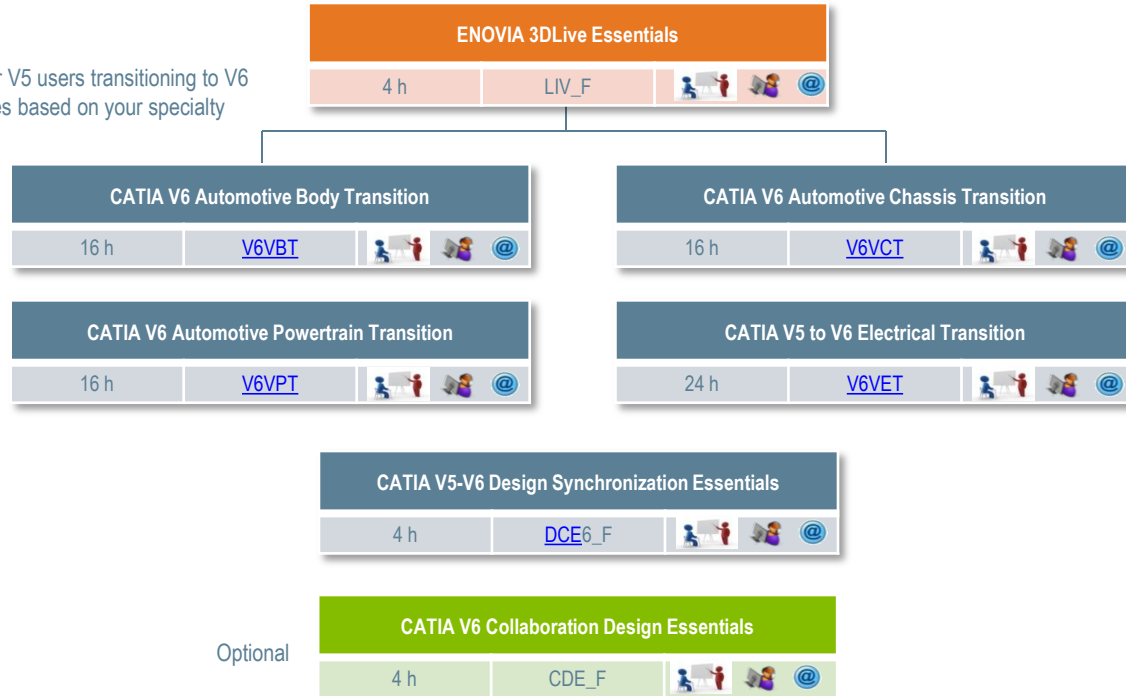 ENOVIA 3DLive Essentials
4 h LIV_F @
V5 users transitioning to V6
based on your specialty
CATIA V6 Automotive Body Transition
16 h V6VBT @
CATIA V6 Automotive Chassis Transition
16 h V6VCT @
CATIA V6 Automotive Powertrain Transition
16 h V6VPT @
CATIA V5 to V6 Electrical Transition
24 h V6VET @
CATIA V5-V6 Design Synchronization Essentials
4 h DCE6_F @
CATIA V6 Collaboration Design Essentials
Optional
4 h CDE_F @